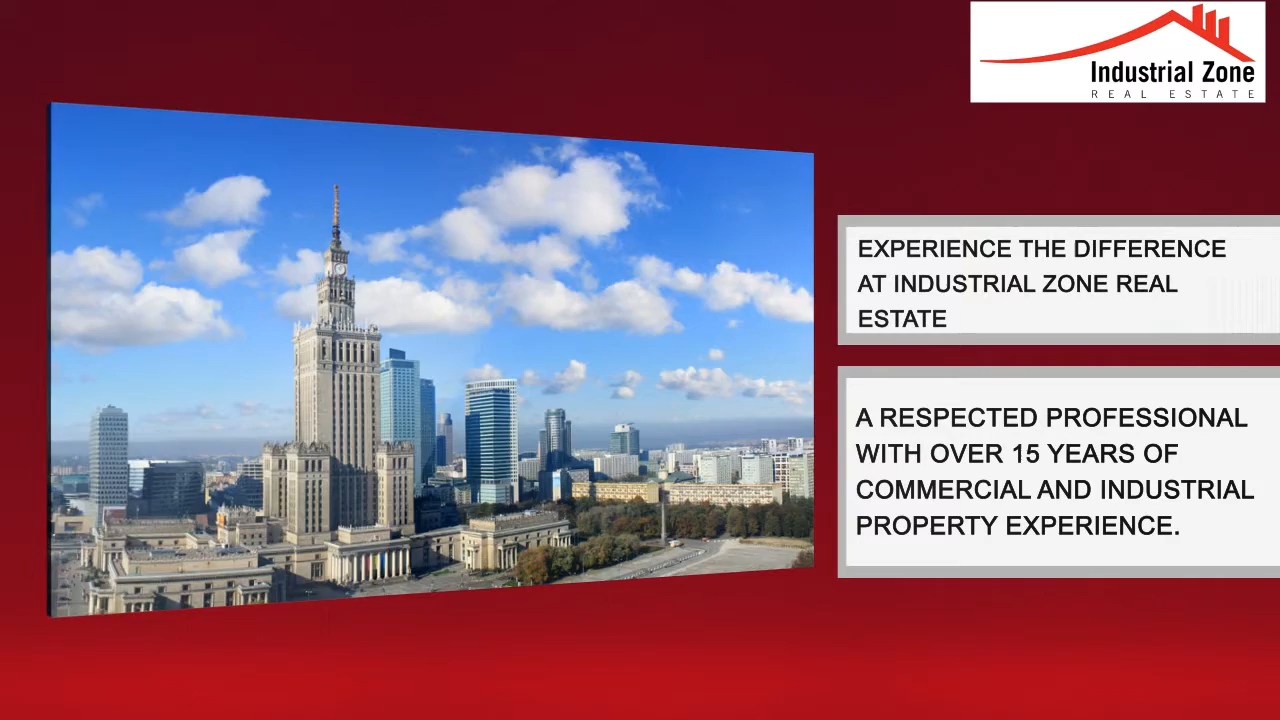 Industrial Zone
REAL ESTATE
EXPERIENCE THE DIFFERENCE
AT INDUSTRIAL ZONE REAL
ESTATE
A RESPECTED PROFESSIONAL
WITH OVER 15 YEARS OF
COMMERCIAL AND INDUSTRIAL
PROPERTY EXPERIENCE.